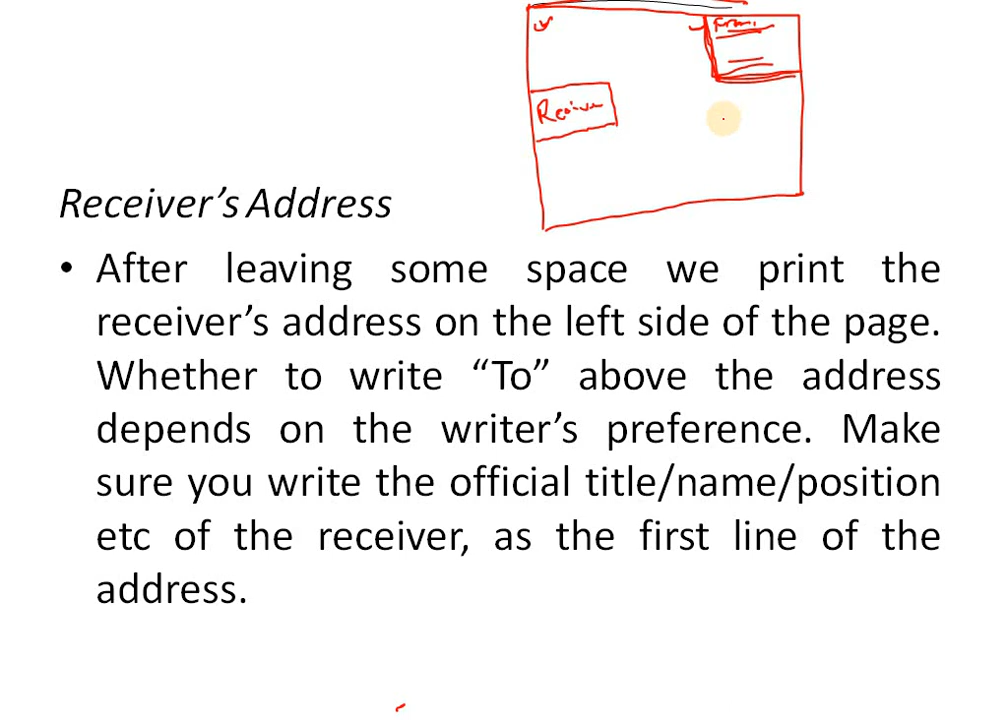 From:
Receiver
Receiver's Address
• After leaving some space we print the
receiver's address on the left side of the page.
Whether to write “To” above the address
depends on the writer's preference. Make
sure you write the official title/name/position
etc of the receiver, as the first line of the
address.